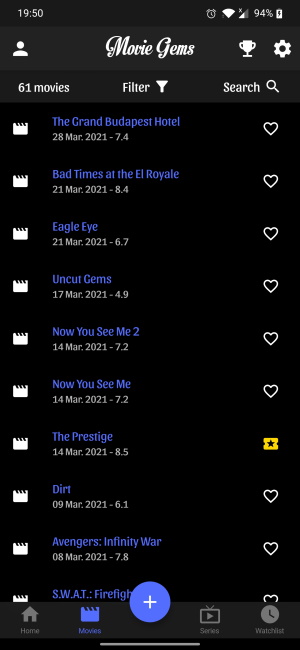 19:50
94%
Movie Gems
61 movies
Filter
Search
The Grand Budapest Hotel
28 Mar. 2021 - 7.4
Bad Times at the El Royale
21 Mar. 2021 - 8.4
Eagle Eye
21 Mar. 2021 - 6.7
Uncut Gems
17 Mar. 2021 - 4.9
Now You See Me 2
14 Mar. 2021 - 7.2
Now You See Me
14 Mar. 2021 - 7.2
The Prestige
14 Mar. 2021 - 8.5
Dirt
09 Mar. 2021 - 6.1
Avengers: Infinity War
08 Mar. 2021 - 7.8
S.W.A.T.: Firefigh
Home
Movies
Series
Watchlist